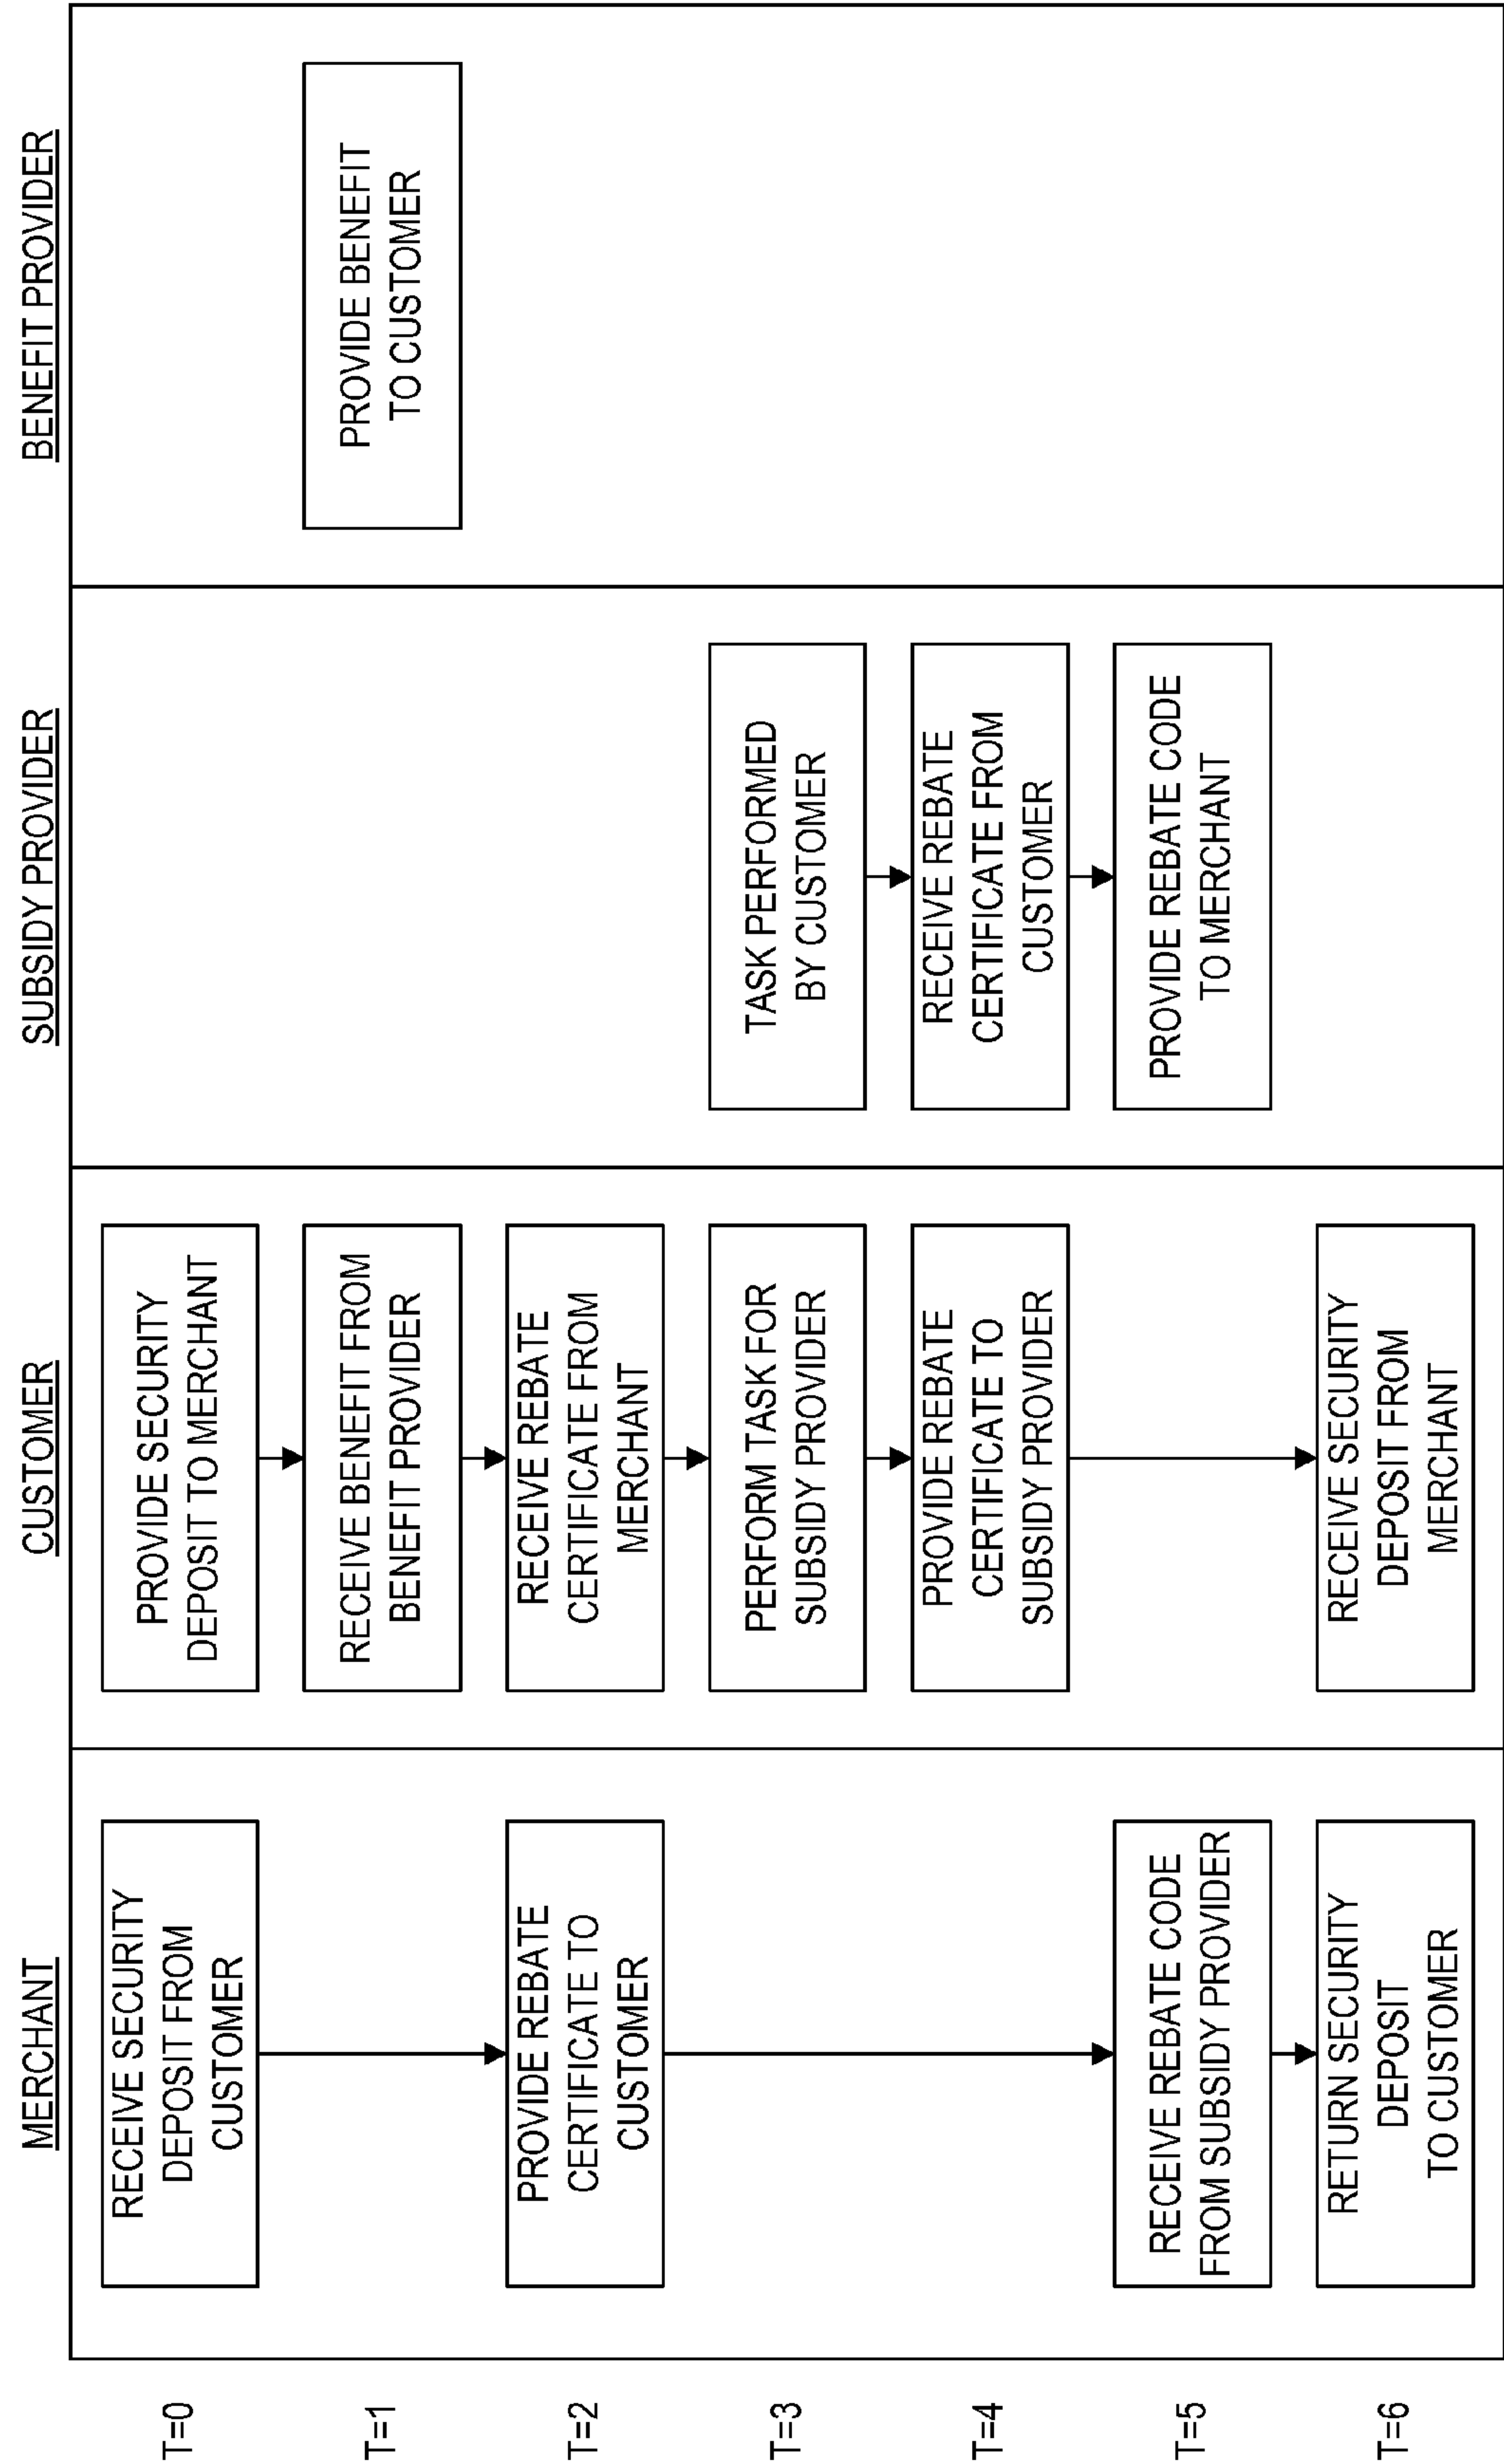 MERCHANT
CUSTOMER
SUBSIDY PROVIDER
BENEFIT PROVIDER
T=0
RECEIVE SECURITY
DEPOSIT FROM
CUSTOMER
PROVIDE SECURITY
DEPOSIT TO MERCHANT
T=1
RECEIVE BENEFIT FROM
BENEFIT PROVIDER
PROVIDE BENEFIT
TO CUSTOMER
T=2
PROVIDE REBATE
CERTIFICATE TO
CUSTOMER
RECEIVE REBATE
CERTIFICATE FROM
MERCHANT
T=3
PERFORM TASK FOR
SUBSIDY PROVIDER
TASK PERFORMED
BY CUSTOMER
T=4
PROVIDE REBATE
CERTIFICATE TO
SUBSIDY PROVIDER
RECEIVE REBATE
CERTIFICATE FROM
CUSTOMER
T=5
RECEIVE REBATE CODE
FROM SUBSIDY PROVIDER
PROVIDE REBATE CODE
TO MERCHANT
T=6
RETURN SECURITY
DEPOSIT
TO CUSTOMER
RECEIVE SECURITY
DEPOSIT FROM
MERCHANT